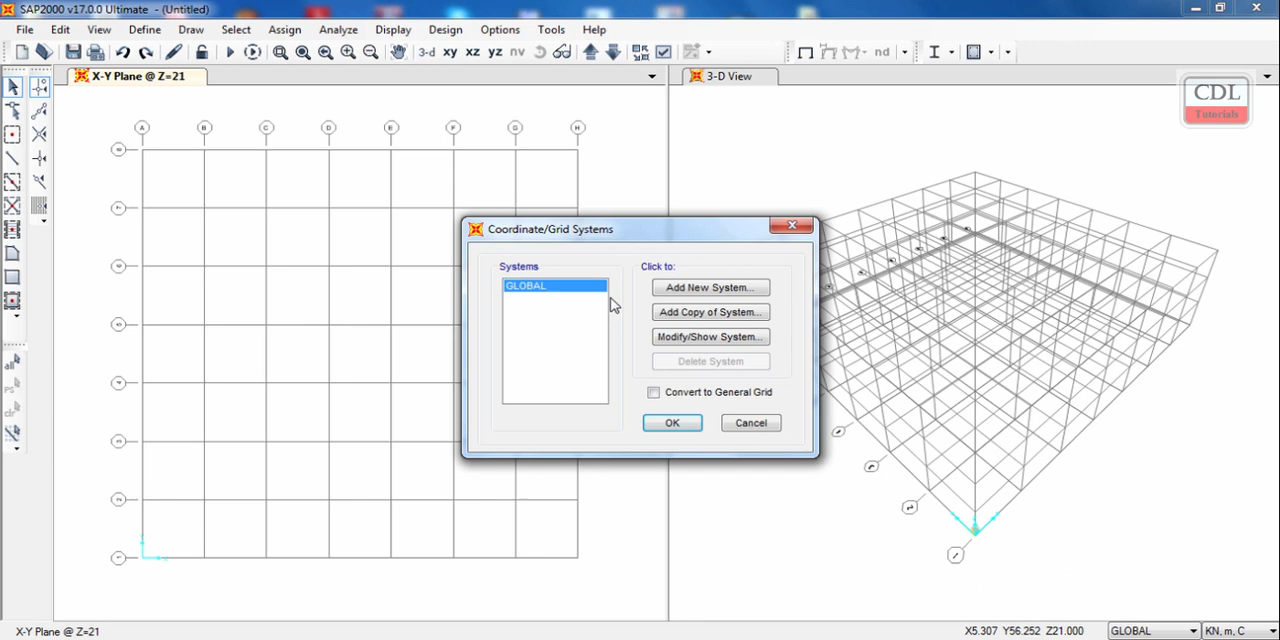 SAP2000 v17.0.0 Ultimate - (Untitled)
File Edit View Define Draw Select Assign Analyze Display Design Options Tools Help
3-d xy xz yz nv nd
X-Y Plane @ Z=21
3-D View
CDL
Tutorials
A B C D E F G H
Coordinate/Grid Systems
Systems
GLOBAL
Click to:
Add New System...
Add Copy of System...
Modify/Show System...
Delete System
Convert to General Grid
OK Cancel
all
PS
clr
X-Y Plane @ Z=21
X5.307 Y56.252 Z21.000
GLOBAL
KN, m, C